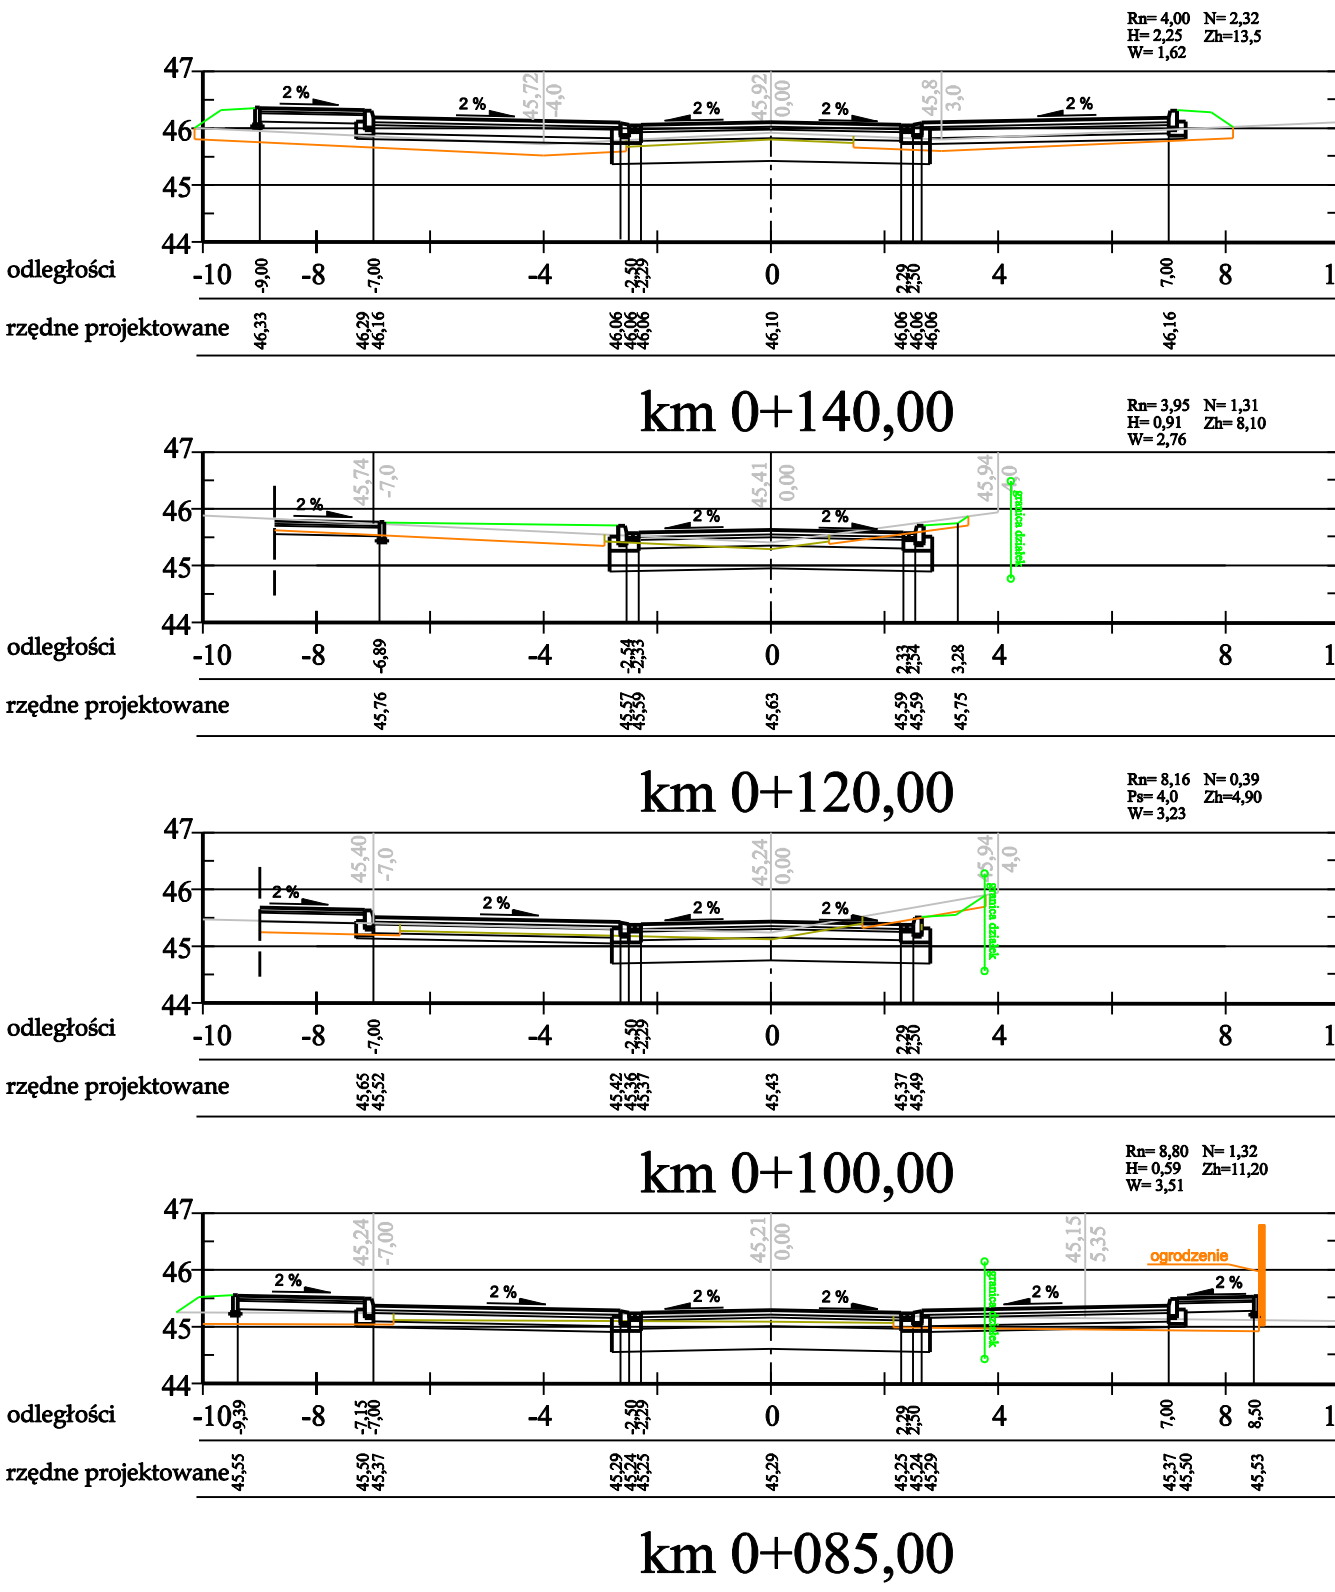 Rn= 4,00 N= 2,32
H= 2,25 Zh=13,5
W= 1,62
47
46
45
44
2 %
2 %
2 %
2 %
2 %
45,72
-4,0
45,92
0,00
45,8
3,0
odległości
-10 -9,00 -8 -7,00 -4 -2,50 -2,29 0 2,29 2,50 4 7,00 8 1
rzędne projektowane
46,33 46,29 46,16 46,06 46,06 46,06 46,10 46,06 46,06 46,06 46,16
km 0+140,00
Rn= 3,95 N= 1,31
H= 0,91 Zh= 8,10
W= 2,76
47
46
45
44
2 %
2 %
2 %
45,74
-7,0
45,41
0,00
45,94
4,0
granica działek
odległości
-10 -8 -6,89 -4 -2,54 -2,33 0 2,33 2,54 3,28 4 8 1
rzędne projektowane
45,76 45,57 45,59 45,63 45,59 45,59 45,75
km 0+120,00
Rn= 8,16 N= 0,39
Ps= 4,0 Zh=4,90
W= 3,23
47
46
45
44
2 %
2 %
2 %
2 %
45,40
-7,0
45,24
0,00
45,94
4,0
granica działek
odległości
-10 -8 -7,00 -4 -2,50 -2,29 0 2,29 2,50 4 8 1
rzędne projektowane
45,65 45,52 45,42 45,36 45,37 45,43 45,37 45,49
km 0+100,00
Rn= 8,80 N= 1,32
H= 0,59 Zh=11,20
W= 3,51
47
46
45
44
2 %
2 %
2 %
2 %
2 %
2 %
45,24
-7,00
45,21
0,00
45,15
5,35
ogrodzenie
granica działek
odległości
-10 -9,39 -8 -7,15 -7,00 -4 -2,50 -2,29 0 2,29 2,50 4 7,00 8 8,50 1
rzędne projektowane
45,55 45,50 45,37 45,29 45,24 45,25 45,29 45,25 45,24 45,29 45,37 45,50 45,53
km 0+085,00